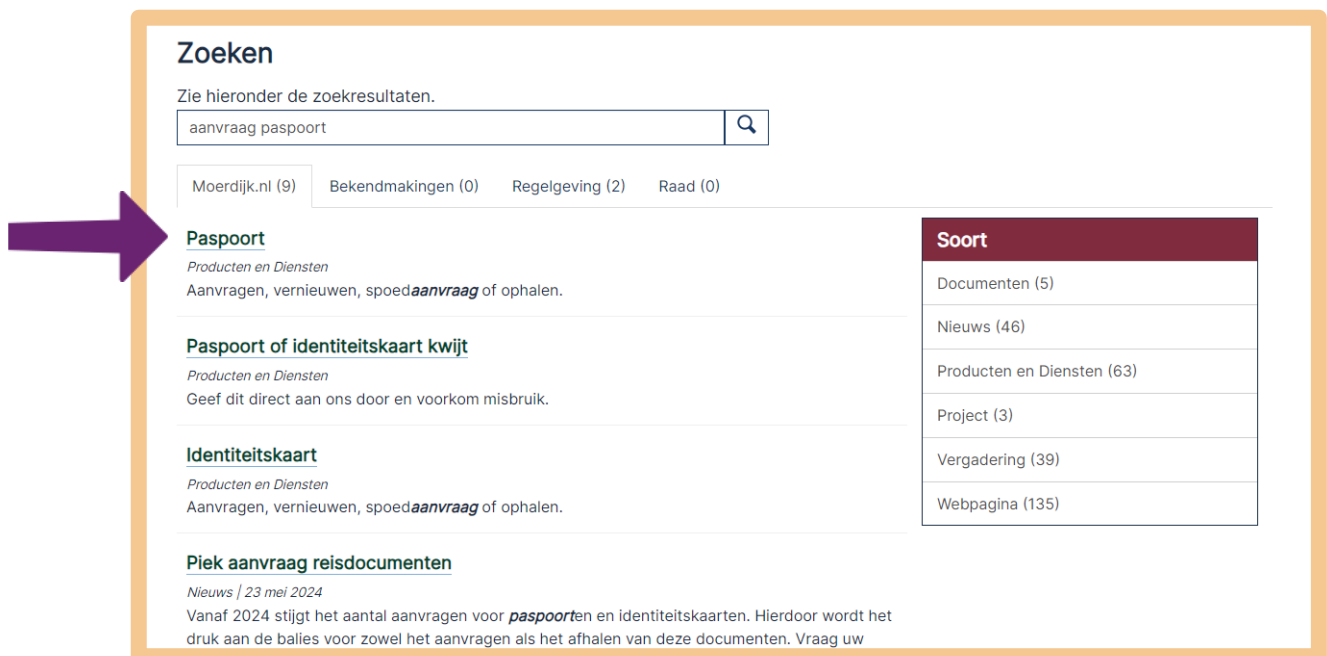 Zoeken
Zie hieronder de zoekresultaten.
aanvraag paspoort
Moerdijk.nl (9) Bekendmakingen (0) Regelgeving (2) Raad (0)
Paspoort
Producten en Diensten
Aanvragen, vernieuwen, spoedaanvraag of ophalen.
Paspoort of identiteitskaart kwijt
Producten en Diensten
Geef dit direct aan ons door en voorkom misbruik.
Identiteitskaart
Producten en Diensten
Aanvragen, vernieuwen, spoedaanvraag of ophalen.
Piek aanvraag reisdocumenten
Nieuws | 23 mei 2024
Vanaf 2024 stijgt het aantal aanvragen voor paspoorten en identiteitskaarten. Hierdoor wordt het
druk aan de balies voor zowel het aanvragen als het afhalen van deze documenten. Vraag uw
Soort
Documenten (5)
Nieuws (46)
Producten en Diensten (63)
Project (3)
Vergadering (39)
Webpagina (135)